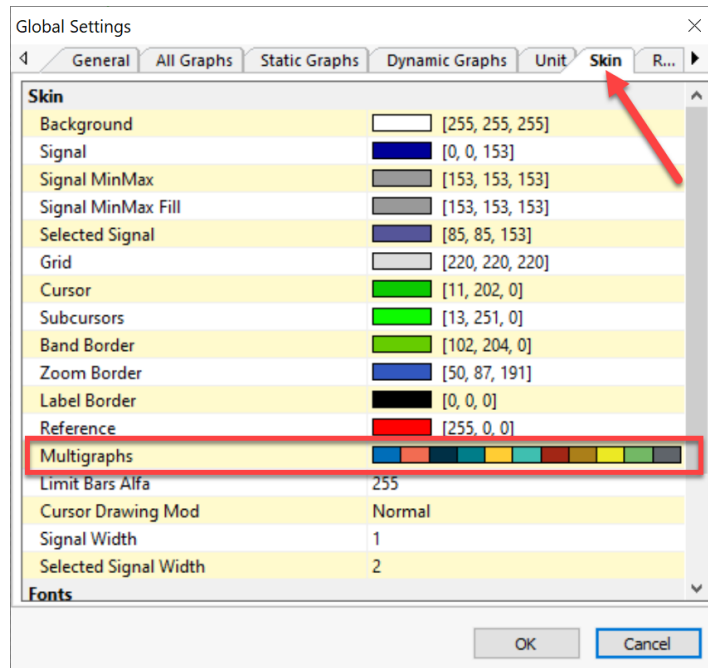 Global Settings
General All Graphs Static Graphs Dynamic Graphs Unit Skin R...
Skin
Background [255, 255, 255]
Signal [0, 0, 153]
Signal MinMax [153, 153, 153]
Signal MinMax Fill [153, 153, 153]
Selected Signal [85, 85, 153]
Grid [220, 220, 220]
Cursor [11, 202, 0]
Subcursors [13, 251, 0]
Band Border [102, 204, 0]
Zoom Border [50, 87, 191]
Label Border [0, 0, 0]
Reference [255, 0, 0]
Multigraphs
Limit Bars Alfa 255
Cursor Drawing Mod Normal
Signal Width 1
Selected Signal Width 2
Fonts
OK Cancel